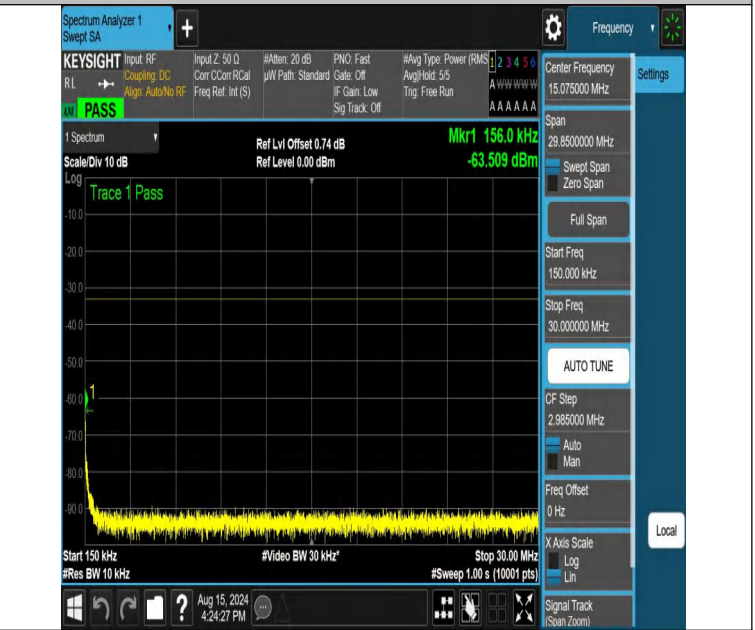 Spectrum Analyzer 1
Swept SA
+
Frequency
KEYSIGHT
RL
PASS
Input: RF
Coupling: DC
Align: Auto/No RF
Input Z: 50 Ω
Corr CCorr RCal
Freq Ref: Int (S)
#Atten: 20 dB
µW Path: Standard
PNO: Fast
Gate: Off
IF Gain: Low
Sig Track: Off
#Avg Type: Power (RMS
Avg|Hold: 5/5
Trig: Free Run
1 2 3 4 5 6
A W W W W W
A A A A A A
Center Frequency
15.075000 MHz
Settings
Span
29.8500000 MHz
Swept Span
Zero Span
Full Span
Start Freq
150.000 kHz
Stop Freq
30.000000 MHz
AUTO TUNE
CF Step
2.985000 MHz
Auto
Man
Freq Offset
0 Hz
X Axis Scale
Log
Lin
Signal Track
(Span Zoom)
Local
1 Spectrum
Scale/Div 10 dB
Ref Lvl Offset 0.74 dB
Ref Level 0.00 dBm
Mkr1 156.0 kHz
-63.509 dBm
Log
Trace 1 Pass
-10.0
-20.0
-30.0
-40.0
-50.0
-60.0
1
-70.0
-80.0
-90.0
Start 150 kHz
#Video BW 30 kHz*
Stop 30.00 MHz
#Res BW 10 kHz
#Sweep 1.00 s (10001 pts)
?
Aug 15, 2024
4:24:27 PM